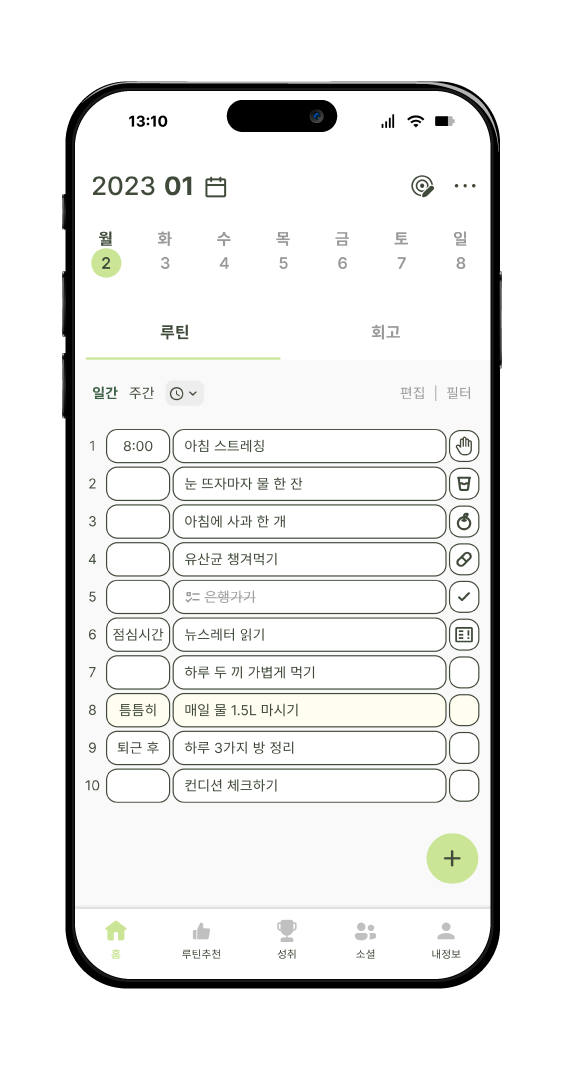 13:10
2023 01
월 화 수 목 금 토 일
2 3 4 5 6 7 8
루틴 회고
일간 주간 편집 | 필터
1 8:00 아침 스트레칭
2 눈 뜨자마자 물 한 잔
3 아침에 사과 한 개
4 유산균 챙겨먹기
5 은행가기
6 점심시간 뉴스레터 읽기
7 하루 두 끼 가볍게 먹기
8 틈틈히 매일 물 1.5L 마시기
9 퇴근 후 하루 3가지 방 정리
10 컨디션 체크하기
+
홈 루틴추천 성취 소셜 내정보